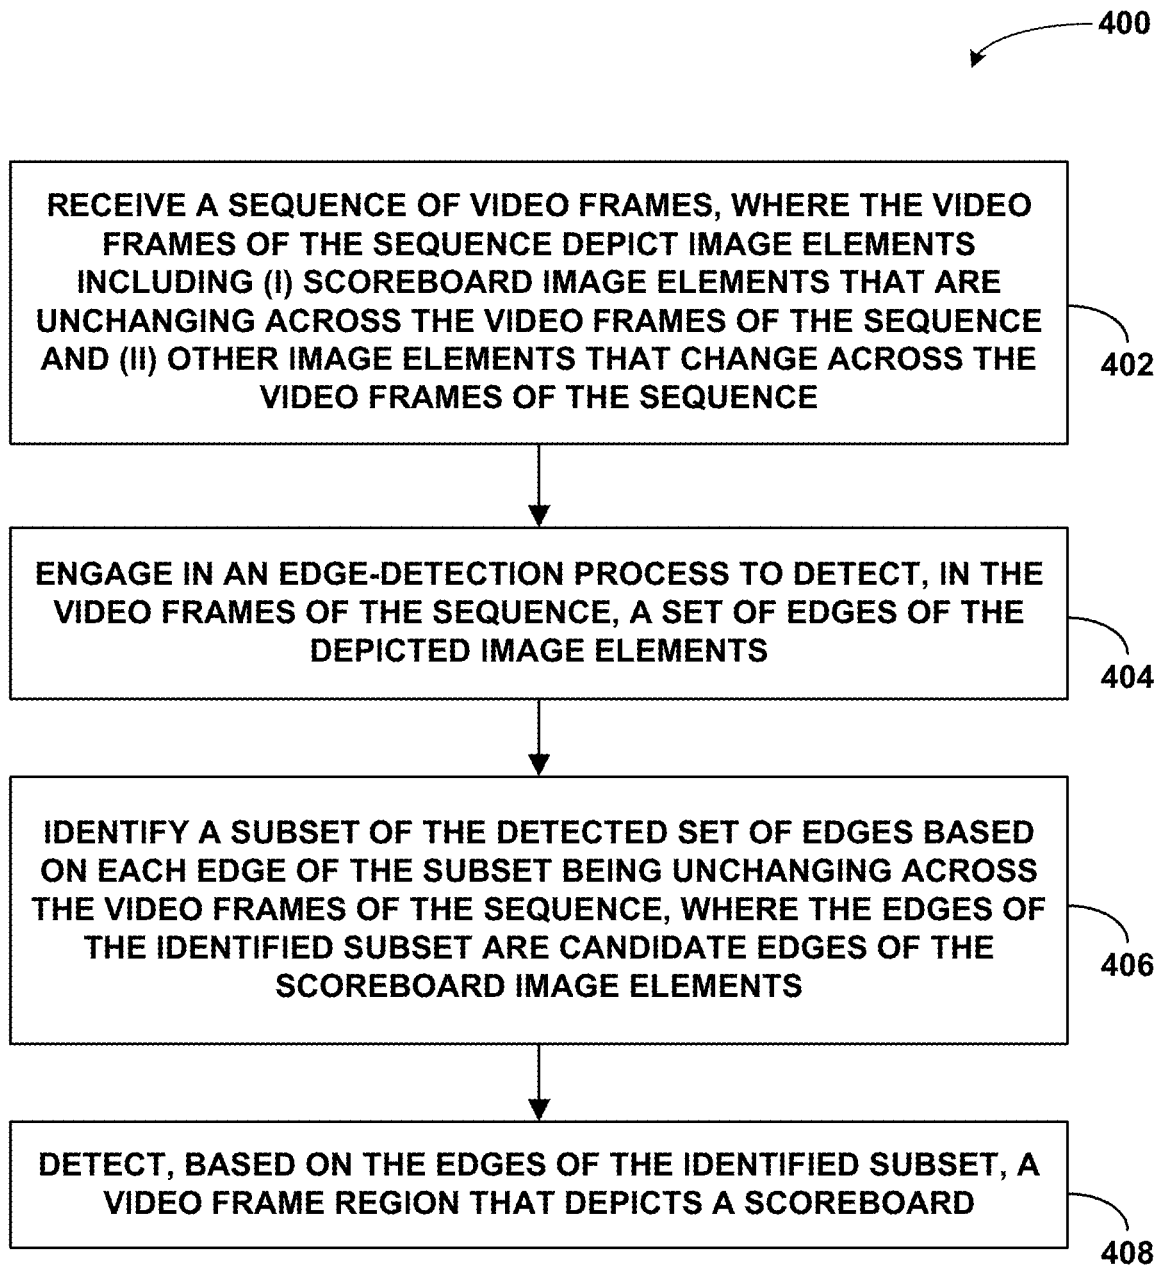 400
RECEIVE A SEQUENCE OF VIDEO FRAMES, WHERE THE VIDEO
FRAMES OF THE SEQUENCE DEPICT IMAGE ELEMENTS
INCLUDING (I) SCOREBOARD IMAGE ELEMENTS THAT ARE
UNCHANGING ACROSS THE VIDEO FRAMES OF THE SEQUENCE
AND (II) OTHER IMAGE ELEMENTS THAT CHANGE ACROSS THE
VIDEO FRAMES OF THE SEQUENCE
402
ENGAGE IN AN EDGE-DETECTION PROCESS TO DETECT, IN THE
VIDEO FRAMES OF THE SEQUENCE, A SET OF EDGES OF THE
DEPICTED IMAGE ELEMENTS
404
IDENTIFY A SUBSET OF THE DETECTED SET OF EDGES BASED
ON EACH EDGE OF THE SUBSET BEING UNCHANGING ACROSS
THE VIDEO FRAMES OF THE SEQUENCE, WHERE THE EDGES OF
THE IDENTIFIED SUBSET ARE CANDIDATE EDGES OF THE
SCOREBOARD IMAGE ELEMENTS
406
DETECT, BASED ON THE EDGES OF THE IDENTIFIED SUBSET, A
VIDEO FRAME REGION THAT DEPICTS A SCOREBOARD
408